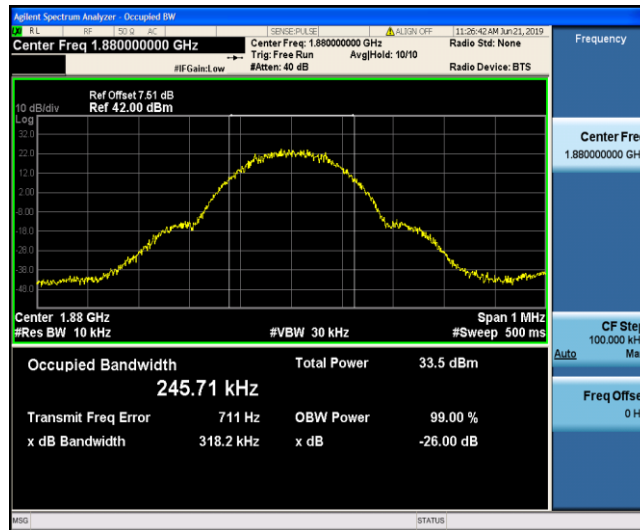 Agilent Spectrum Analyzer - Occupied BW
RL RF 50 Ω AC SENSE:PULSE ALIGN OFF 11:26:42 AM Jun 21, 2019
Center Freq 1.880000000 GHz
Center Freq: 1.880000000 GHz
Radio Std: None
Trig: Free Run Avg|Hold: 10/10
#IFGain:Low
#Atten: 40 dB
Radio Device: BTS
Frequency
Ref Offset 7.51 dB
10 dB/div Ref 42.00 dBm
Log
32.0
22.0
12.0
2.00
-8.00
-18.0
-28.0
-38.0
-48.0
Center 1.88 GHz Span 1 MHz
#Res BW 10 kHz #VBW 30 kHz #Sweep 500 ms
Occupied Bandwidth Total Power 33.5 dBm
245.71 kHz
Transmit Freq Error 711 Hz OBW Power 99.00 %
x dB Bandwidth 318.2 kHz x dB -26.00 dB
Center Fre
1.880000000 GH
CF Step
100.000 kH
Auto Ma
Freq Offse
0 H
MSG STATUS